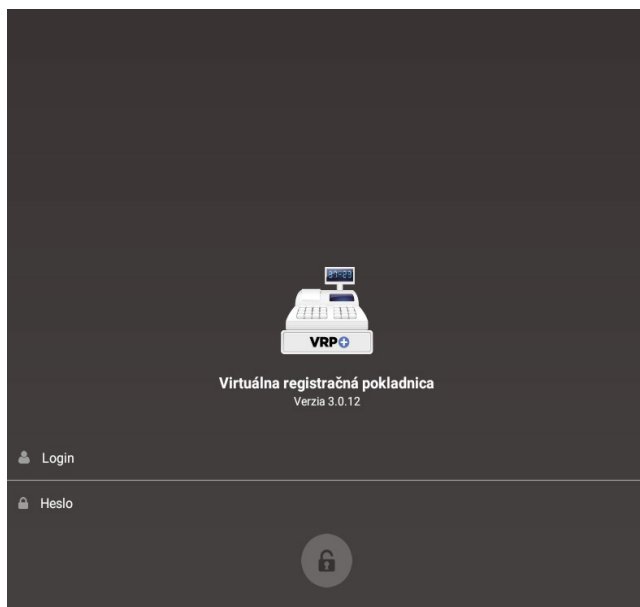 VRP
Virtuálna registračná pokladnica
Verzia 3.0.12
Login
Heslo